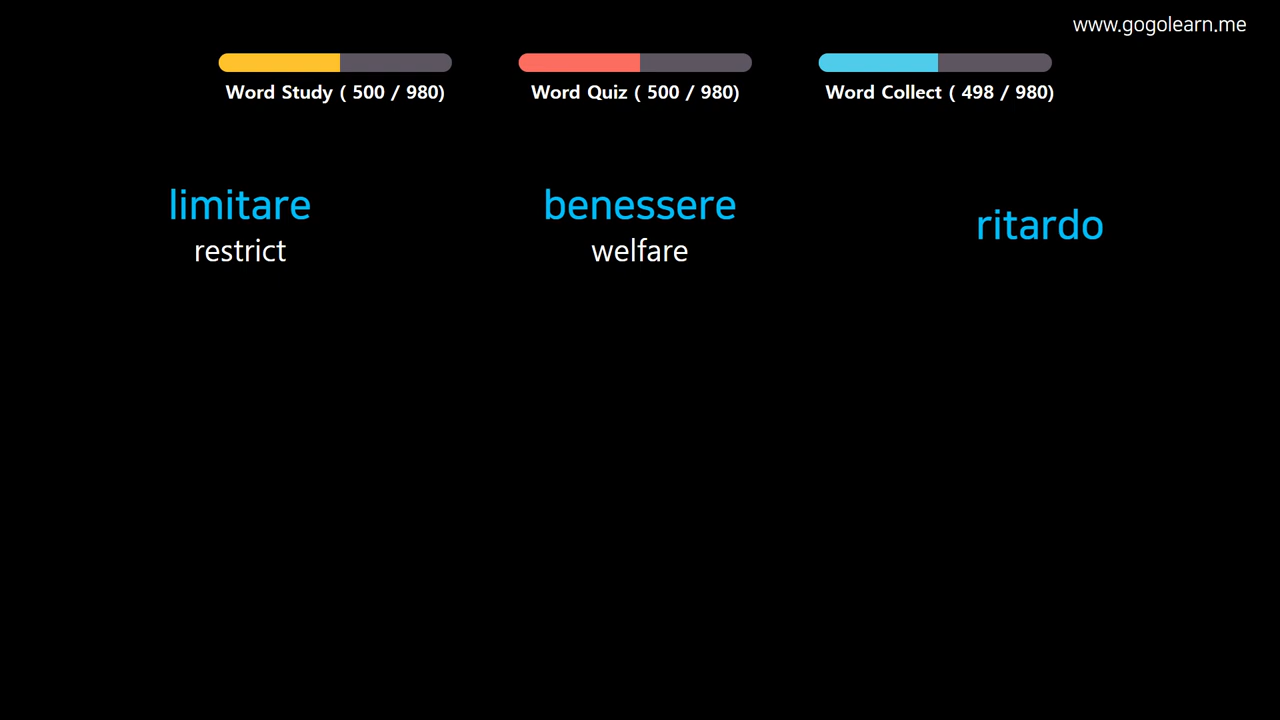 www.gogolearn.me
Word Study ( 500 / 980)
Word Quiz ( 500 / 980)
Word Collect ( 498 / 980)
limitare
restrict
benessere
welfare
ritardo